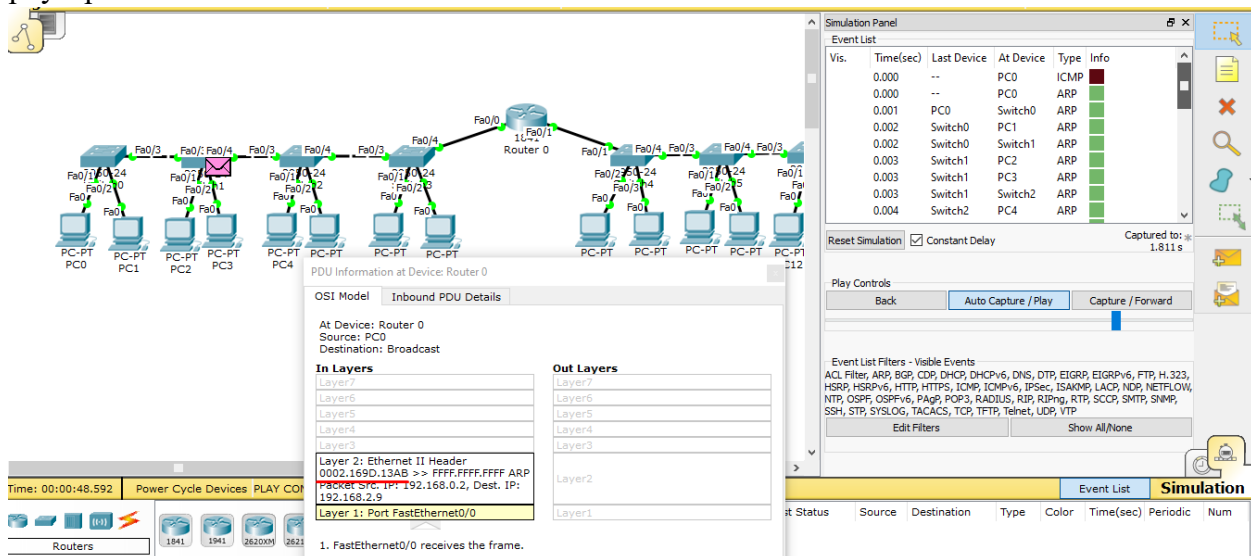 Simulation Panel
Event List
Vis. Time(sec) Last Device At Device Type Info
0.000 -- PC0 ICMP
0.000 -- PC0 ARP
0.001 PC0 Switch0 ARP
0.002 Switch0 PC1 ARP
0.002 Switch0 Switch1 ARP
0.003 Switch1 PC2 ARP
0.003 Switch1 PC3 ARP
0.003 Switch1 Switch2 ARP
0.004 Switch2 PC4 ARP
Reset Simulation Constant Delay Captured to: *
1.811 s
Play Controls
Back Auto Capture / Play Capture / Forward
Event List Filters - Visible Events
ACL Filter, ARP, BGP, CDP, DHCP, DHCPv6, DNS, DTP, EIGRP, EIGRPv6, FTP, H.323,
HSRP, HSRPv6, HTTP, HTTPS, ICMP, ICMPv6, IPSec, ISAKMP, LACP, NDP, NETFLOW,
NTP, OSPF, OSPFv6, PAgP, POP3, RADIUS, RIP, RIPng, RTP, SCCP, SMTP, SNMP,
SSH, STP, SYSLOG, TACACS, TCP, TFTP, Telnet, UDP, VTP
Edit Filters Show All/None
Fa0/0
Fa0/1
1841
Router 0
Fa0/3 Fa0/4 Fa0/3 Fa0/4 Fa0/3 Fa0/4
Fa0/1 Fa0/4 Fa0/3 Fa0/4 Fa0/3
PC-PT PC-PT PC-PT PC-PT PC-PT PC-PT PC-PT PC-PT PC-PT PC-PT PC-PT PC-PT
PC0 PC1 PC2 PC3 PC4
PDU Information at Device: Router 0
OSI Model Inbound PDU Details
At Device: Router 0
Source: PC0
Destination: Broadcast
In Layers Out Layers
Layer7 Layer7
Layer6 Layer6
Layer5 Layer5
Layer4 Layer4
Layer3 Layer3
Layer 2: Ethernet II Header
0002.169D.13AB >> FFFF.FFFF.FFFF ARP
Packet Src. IP: 192.168.0.2, Dest. IP:
192.168.2.9
Layer2
Layer 1: Port FastEthernet0/0 Layer1
1. FastEthernet0/0 receives the frame.
Time: 00:00:48.592 Power Cycle Devices PLAY CON
Event List Simulation
Routers
1841 1941 2620XM 2621
st Status Source Destination Type Color Time(sec) Periodic Num